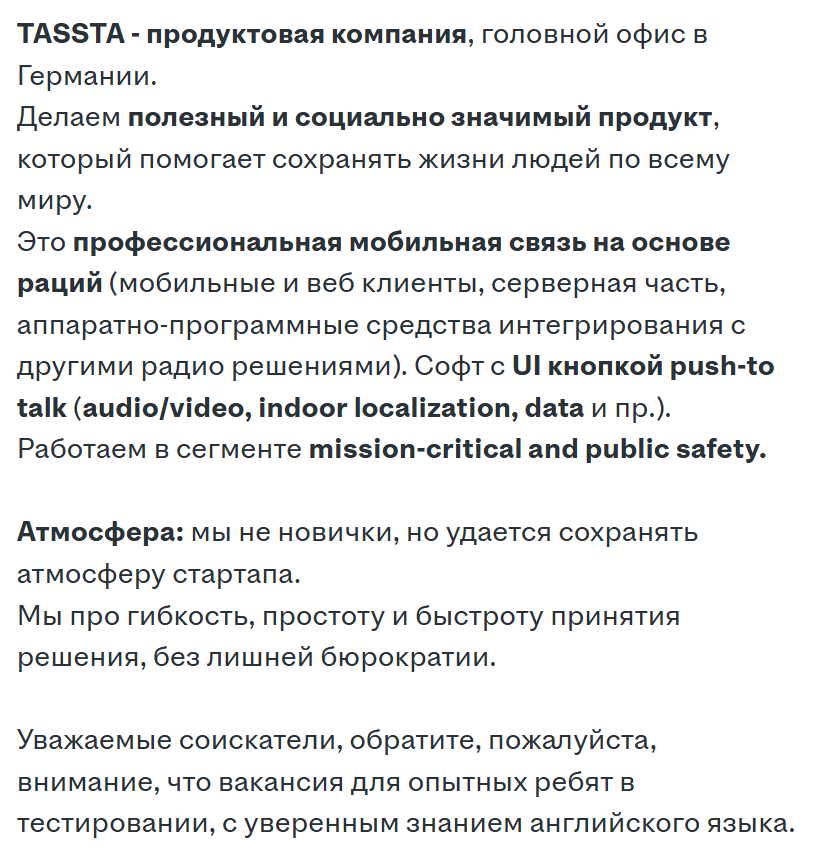 TASSTA - продуктовая компания, головной офис в
Германии.
Делаем полезный и социально значимый продукт,
который помогает сохранять жизни людей по всему
миру.
Это профессиональная мобильная связь на основе
раций (мобильные и веб клиенты, серверная часть,
аппаратно-программные средства интегрирования с
другими радио решениями). Софт с UI кнопкой push-to
talk (audio/video, indoor localization, data и пр.).
Работаем в сегменте mission-critical and public safety.
Атмосфера: мы не новички, но удается сохранять
атмосферу стартапа.
Мы про гибкость, простоту и быстроту принятия
решения, без лишней бюрократии.
Уважаемые соискатели, обратите, пожалуйста,
внимание, что вакансия для опытных ребят в
тестировании, с уверенным знанием английского языка.